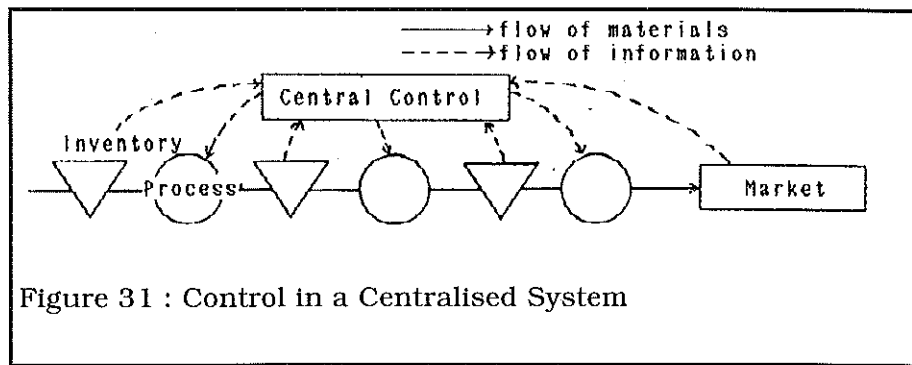 flow of materials
flow of information
Central Control
Inventory
Process
Market
Figure 31 : Control in a Centralised System